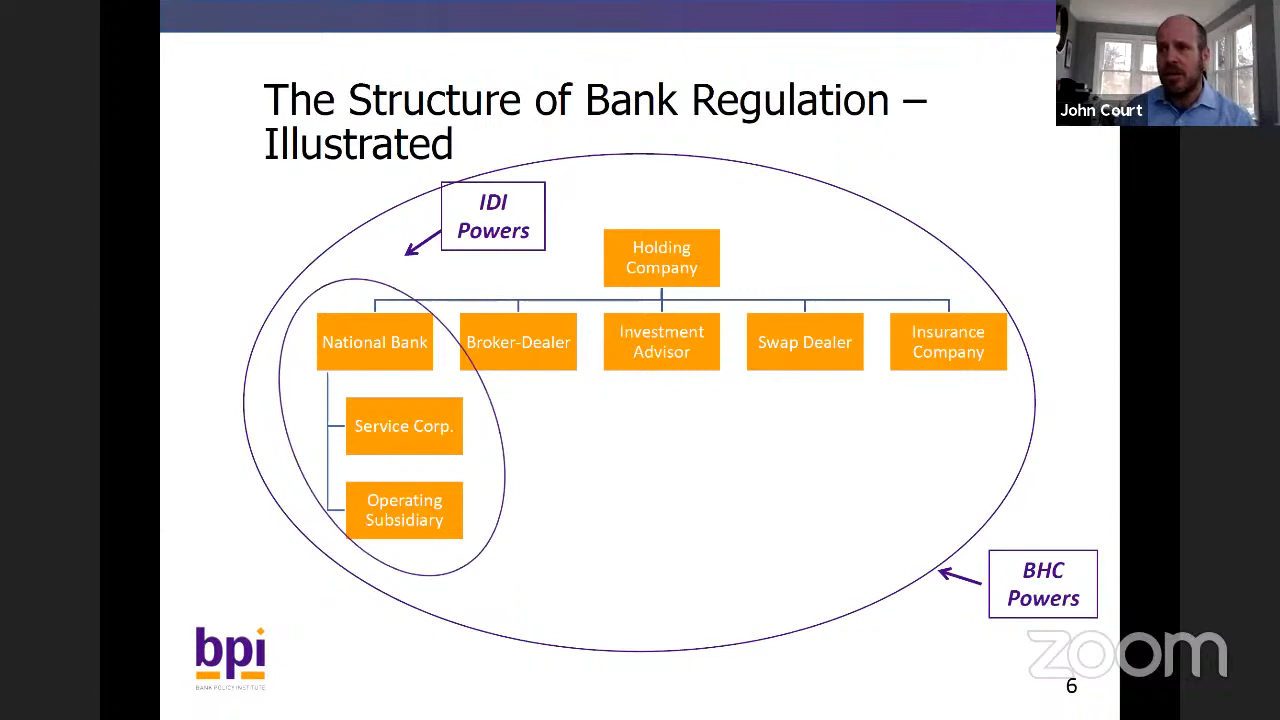 The Structure of Bank Regulation –
Illustrated
John Court
IDI
Powers
Holding
Company
National Bank
Broker-Dealer
Investment
Advisor
Swap Dealer
Insurance
Company
Service Corp.
Operating
Subsidiary
BHC
Powers
bpi
BANK POLICY INSTITUTE
zoom
6